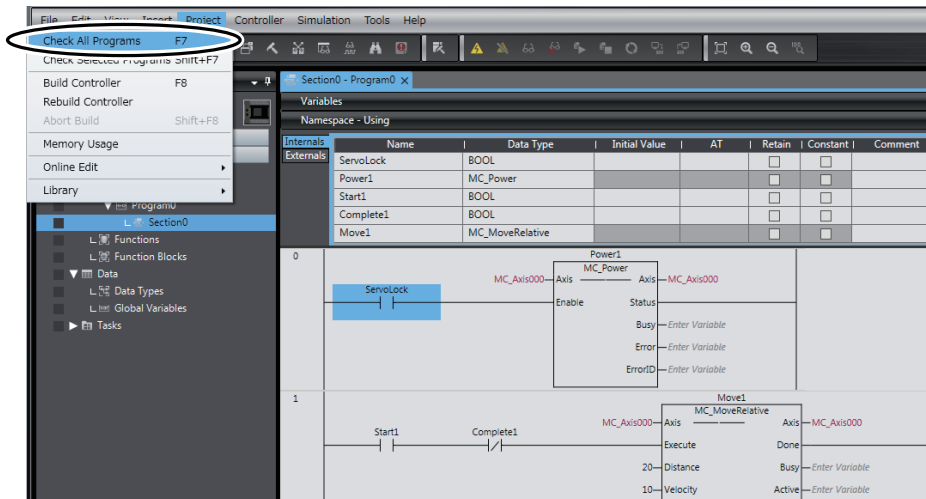 File Edit View Insert Project Controller Simulation Tools Help
Check All Programs F7
Check Selected Programs Shift+F7
Build Controller F8
Rebuild Controller
Abort Build Shift+F8
Memory Usage
Online Edit
Library
Program0
Section0
Functions
Function Blocks
Data
Data Types
Global Variables
Tasks
Section0 - Program0
Variables
Namespace - Using
Internals
Externals
Name Data Type Initial Value AT Retain Constant Comment
ServoLock BOOL
Power1 MC_Power
Start1 BOOL
Complete1 BOOL
Move1 MC_MoveRelative
0
Power1
MC_Power
MC_Axis000 Axis Axis MC_Axis000
ServoLock
Enable Status
Busy Enter Variable
Error Enter Variable
ErrorID Enter Variable
1
Move1
MC_MoveRelative
MC_Axis000 Axis Axis MC_Axis000
Start1 Complete1
Execute Done
20 Distance Busy Enter Variable
10 Velocity Active Enter Variable